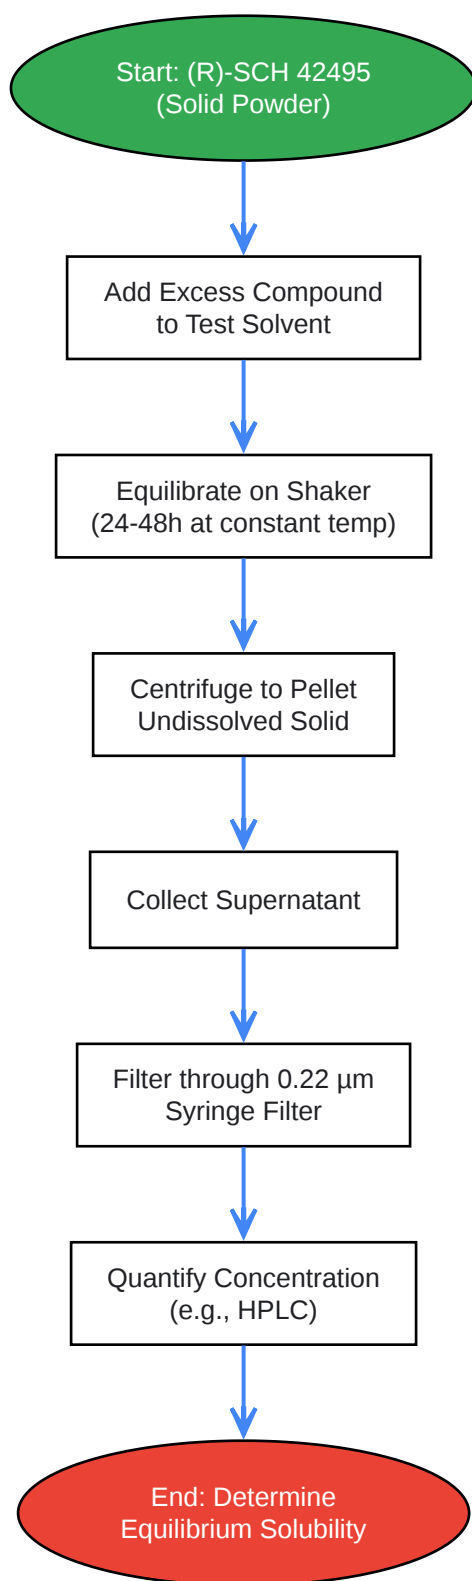 Start: (R)-SCH 42495
(Solid Powder)
Add Excess Compound
to Test Solvent
Equilibrate on Shaker
(24-48h at constant temp)
Centrifuge to Pellet
Undissolved Solid
Collect Supernatant
Filter through 0.22 µm
Syringe Filter
Quantify Concentration
(e.g., HPLC)
End: Determine
Equilibrium Solubility